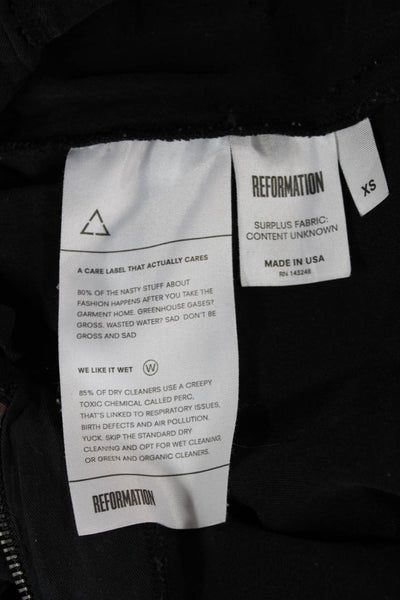 A CARE LABEL THAT ACTUALLY CARES
80% OF THE NASTY STUFF ABOUT
FASHION HAPPENS AFTER YOU TAKE THE
GARMENT HOME. GREENHOUSE GASES?
GROSS. WASTED WATER? SAD DON'T BE
GROSS AND SAD
WE LIKE IT WET W
85% OF DRY CLEANERS USE A CREEPY
TOXIC CHEMICAL CALLED PERC,
THAT'S LINKED TO RESPIRATORY ISSUES,
BIRTH DEFECTS AND AIR POLLUTION.
YUCK. SKIP THE STANDARD DRY
CLEANING AND OPT FOR WET CLEANING
OR GREEN AND ORGANIC CLEANERS.
REFORMATION
REFORMATION
SURPLUS FABRIC:
CONTENT UNKNOWN
MADE IN USA
RN 143248
XS